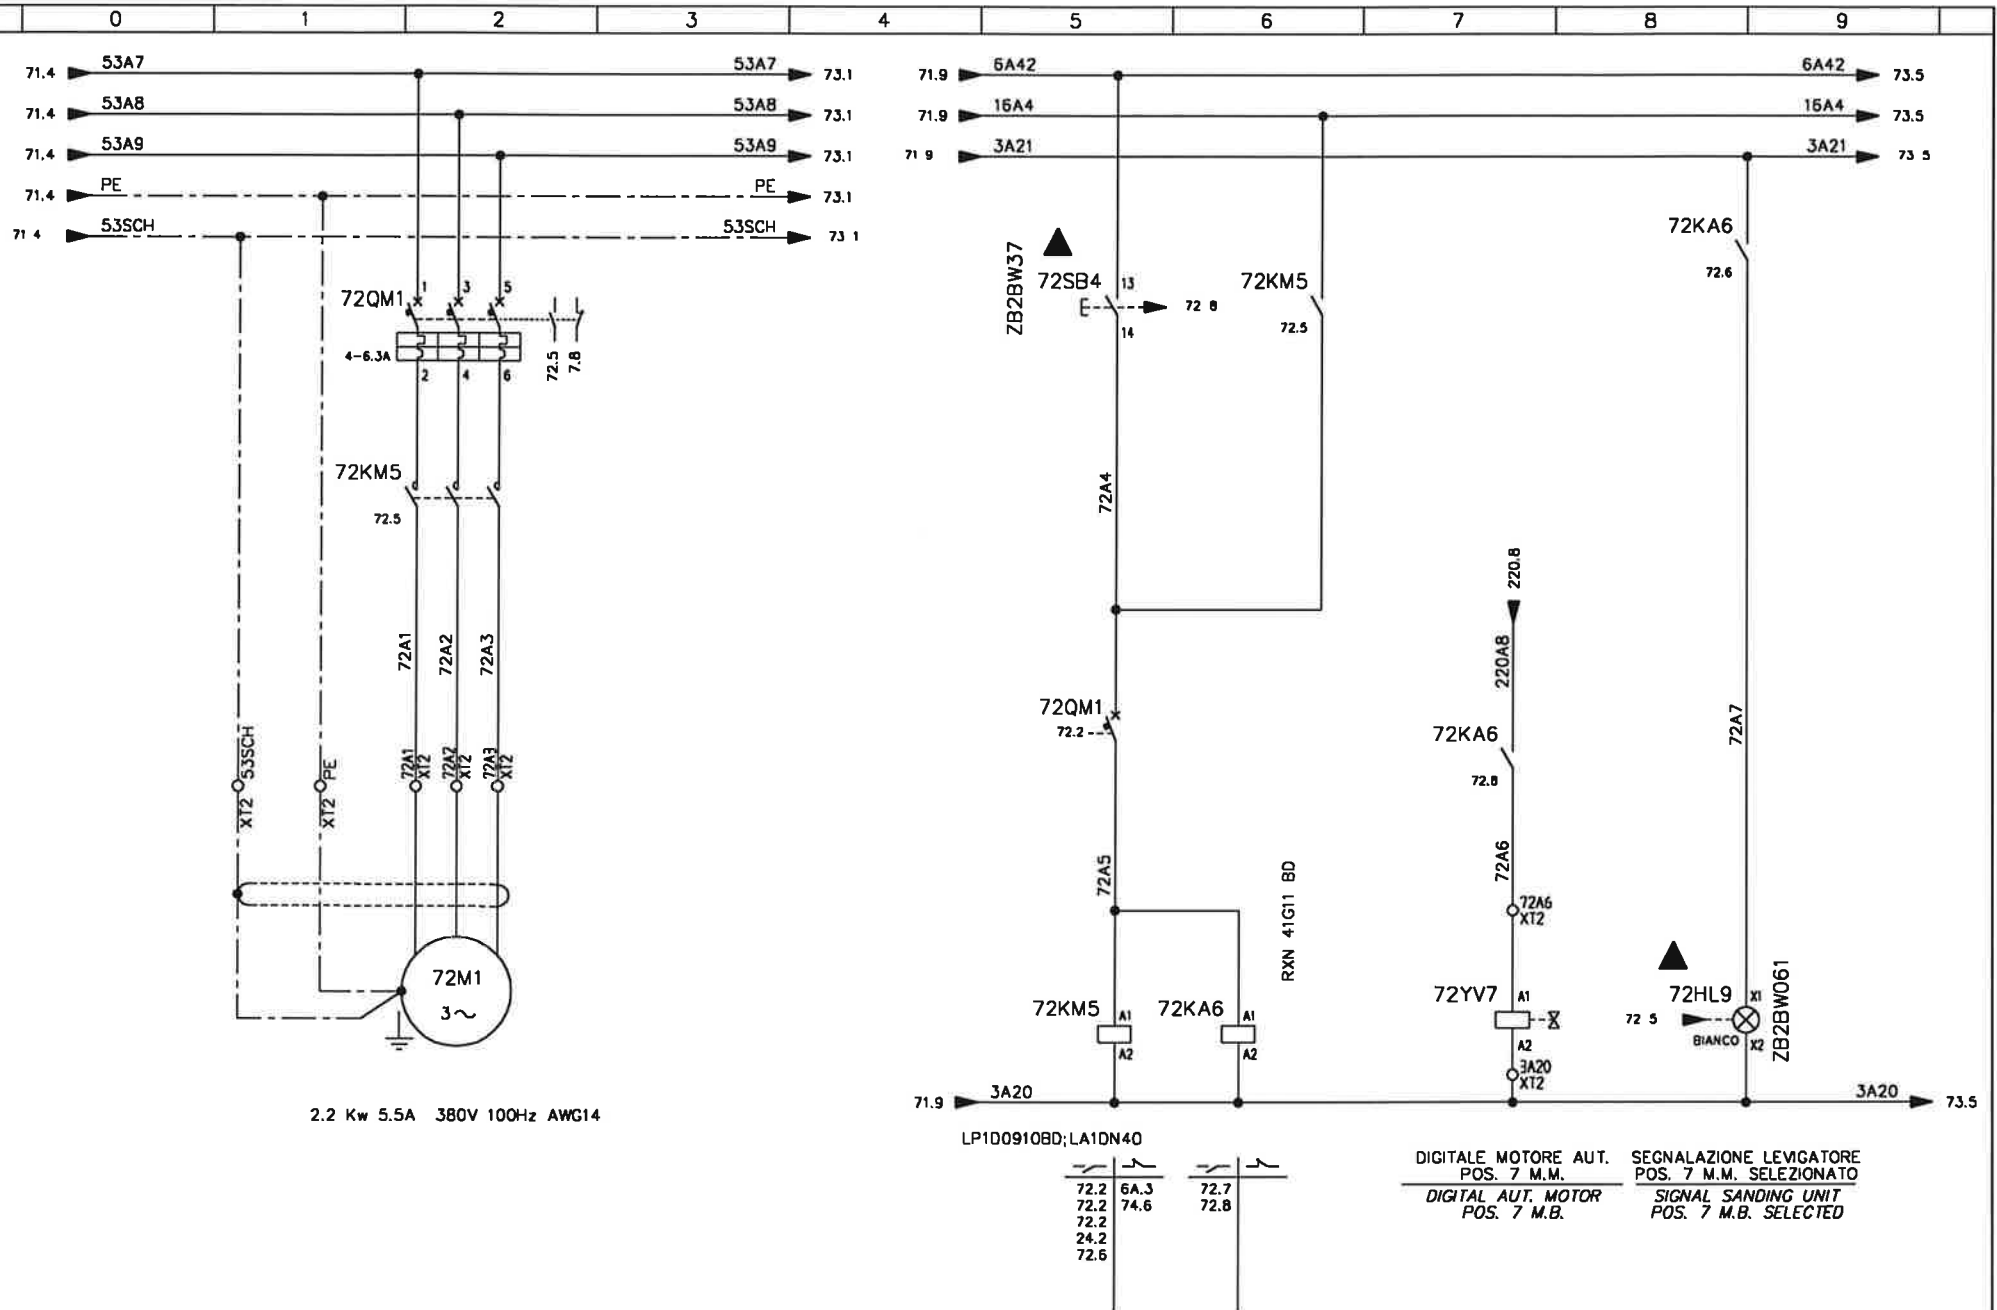 0 1 2 3 4 5 6 7 8 9
71.4 53A7 53A7 73.1
71.4 53A8 53A8 73.1
71.4 53A9 53A9 73.1
71.4 PE PE 73.1
71 4 53SCH 53SCH 73 1
71.9 6A42 6A42 73.5
71.9 16A4 16A4 73.5
71 9 3A21 3A21 73 5
72QM1
1 3 5
4-6.3A
2 4 6
72.5
7.8
72KM5
72.5
72A1
72A2
72A3
53SCH
XT2
PE
XT2
72A1
XT2
72A2
XT2
72A3
XT2
72M1
3~
2.2 Kw 5.5A 380V 100Hz AWG14
ZB2BW37
72SB4 13
72 8
14
72KM5
72.5
72A4
72QM1
72.2
72A5
RXN 41G11 BD
72KM5 A1
A2
72KA6 A1
A2
220.8
220A8
72KA6
72.8
72A6
72A6
XT2
72YV7 A1
A2
3A20
XT2
72KA6
72.6
72A7
72HL9 X1
72 5
BIANCO X2
ZB2BW061
71.9 3A20 3A20 73.5
LP1D0910BD;LA1DN40
72.2 6A.3
72.2 74.6
72.2
24.2
72.6
72.7
72.8
DIGITALE MOTORE AUT.
POS. 7 M.M.
DIGITAL AUT. MOTOR
POS. 7 M.B.
SEGNALAZIONE LEVIGATORE
POS. 7 M.M. SELEZIONATO
SIGNAL SANDING UNIT
POS. 7 M.B. SELECTED